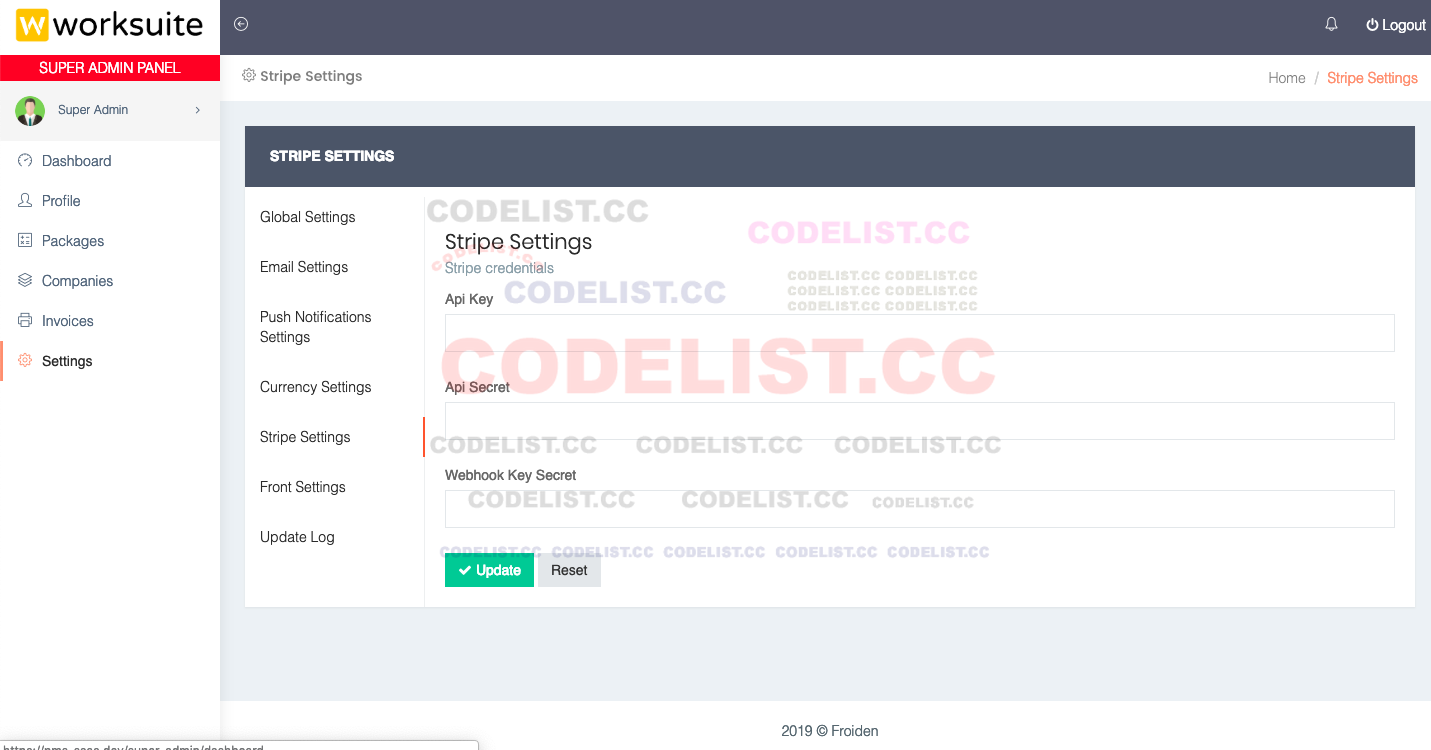 worksuite
Logout
SUPER ADMIN PANEL
Stripe Settings
Home / Stripe Settings
Super Admin
Dashboard
Profile
Packages
Companies
Invoices
Settings
STRIPE SETTINGS
Global Settings
Email Settings
Push Notifications
Settings
Currency Settings
Stripe Settings
Front Settings
Update Log
CODELIST.CC
CODELIST.CC
Stripe Settings
CODELIST.CC
Stripe credentials
CODELIST.CC CODELIST.CC
CODELIST.CC CODELIST.CC
CODELIST.CC CODELIST.CC
CODELIST.CC
Api Key
CODELIST.CC
Api Secret
CODELIST.CC CODELIST.CC CODELIST.CC
Webhook Key Secret
CODELIST.CC CODELIST.CC CODELIST.CC
CODELIST.CC CODELIST.CC CODELIST.CC CODELIST.CC CODELIST.CC
Update Reset
2019 © Froiden